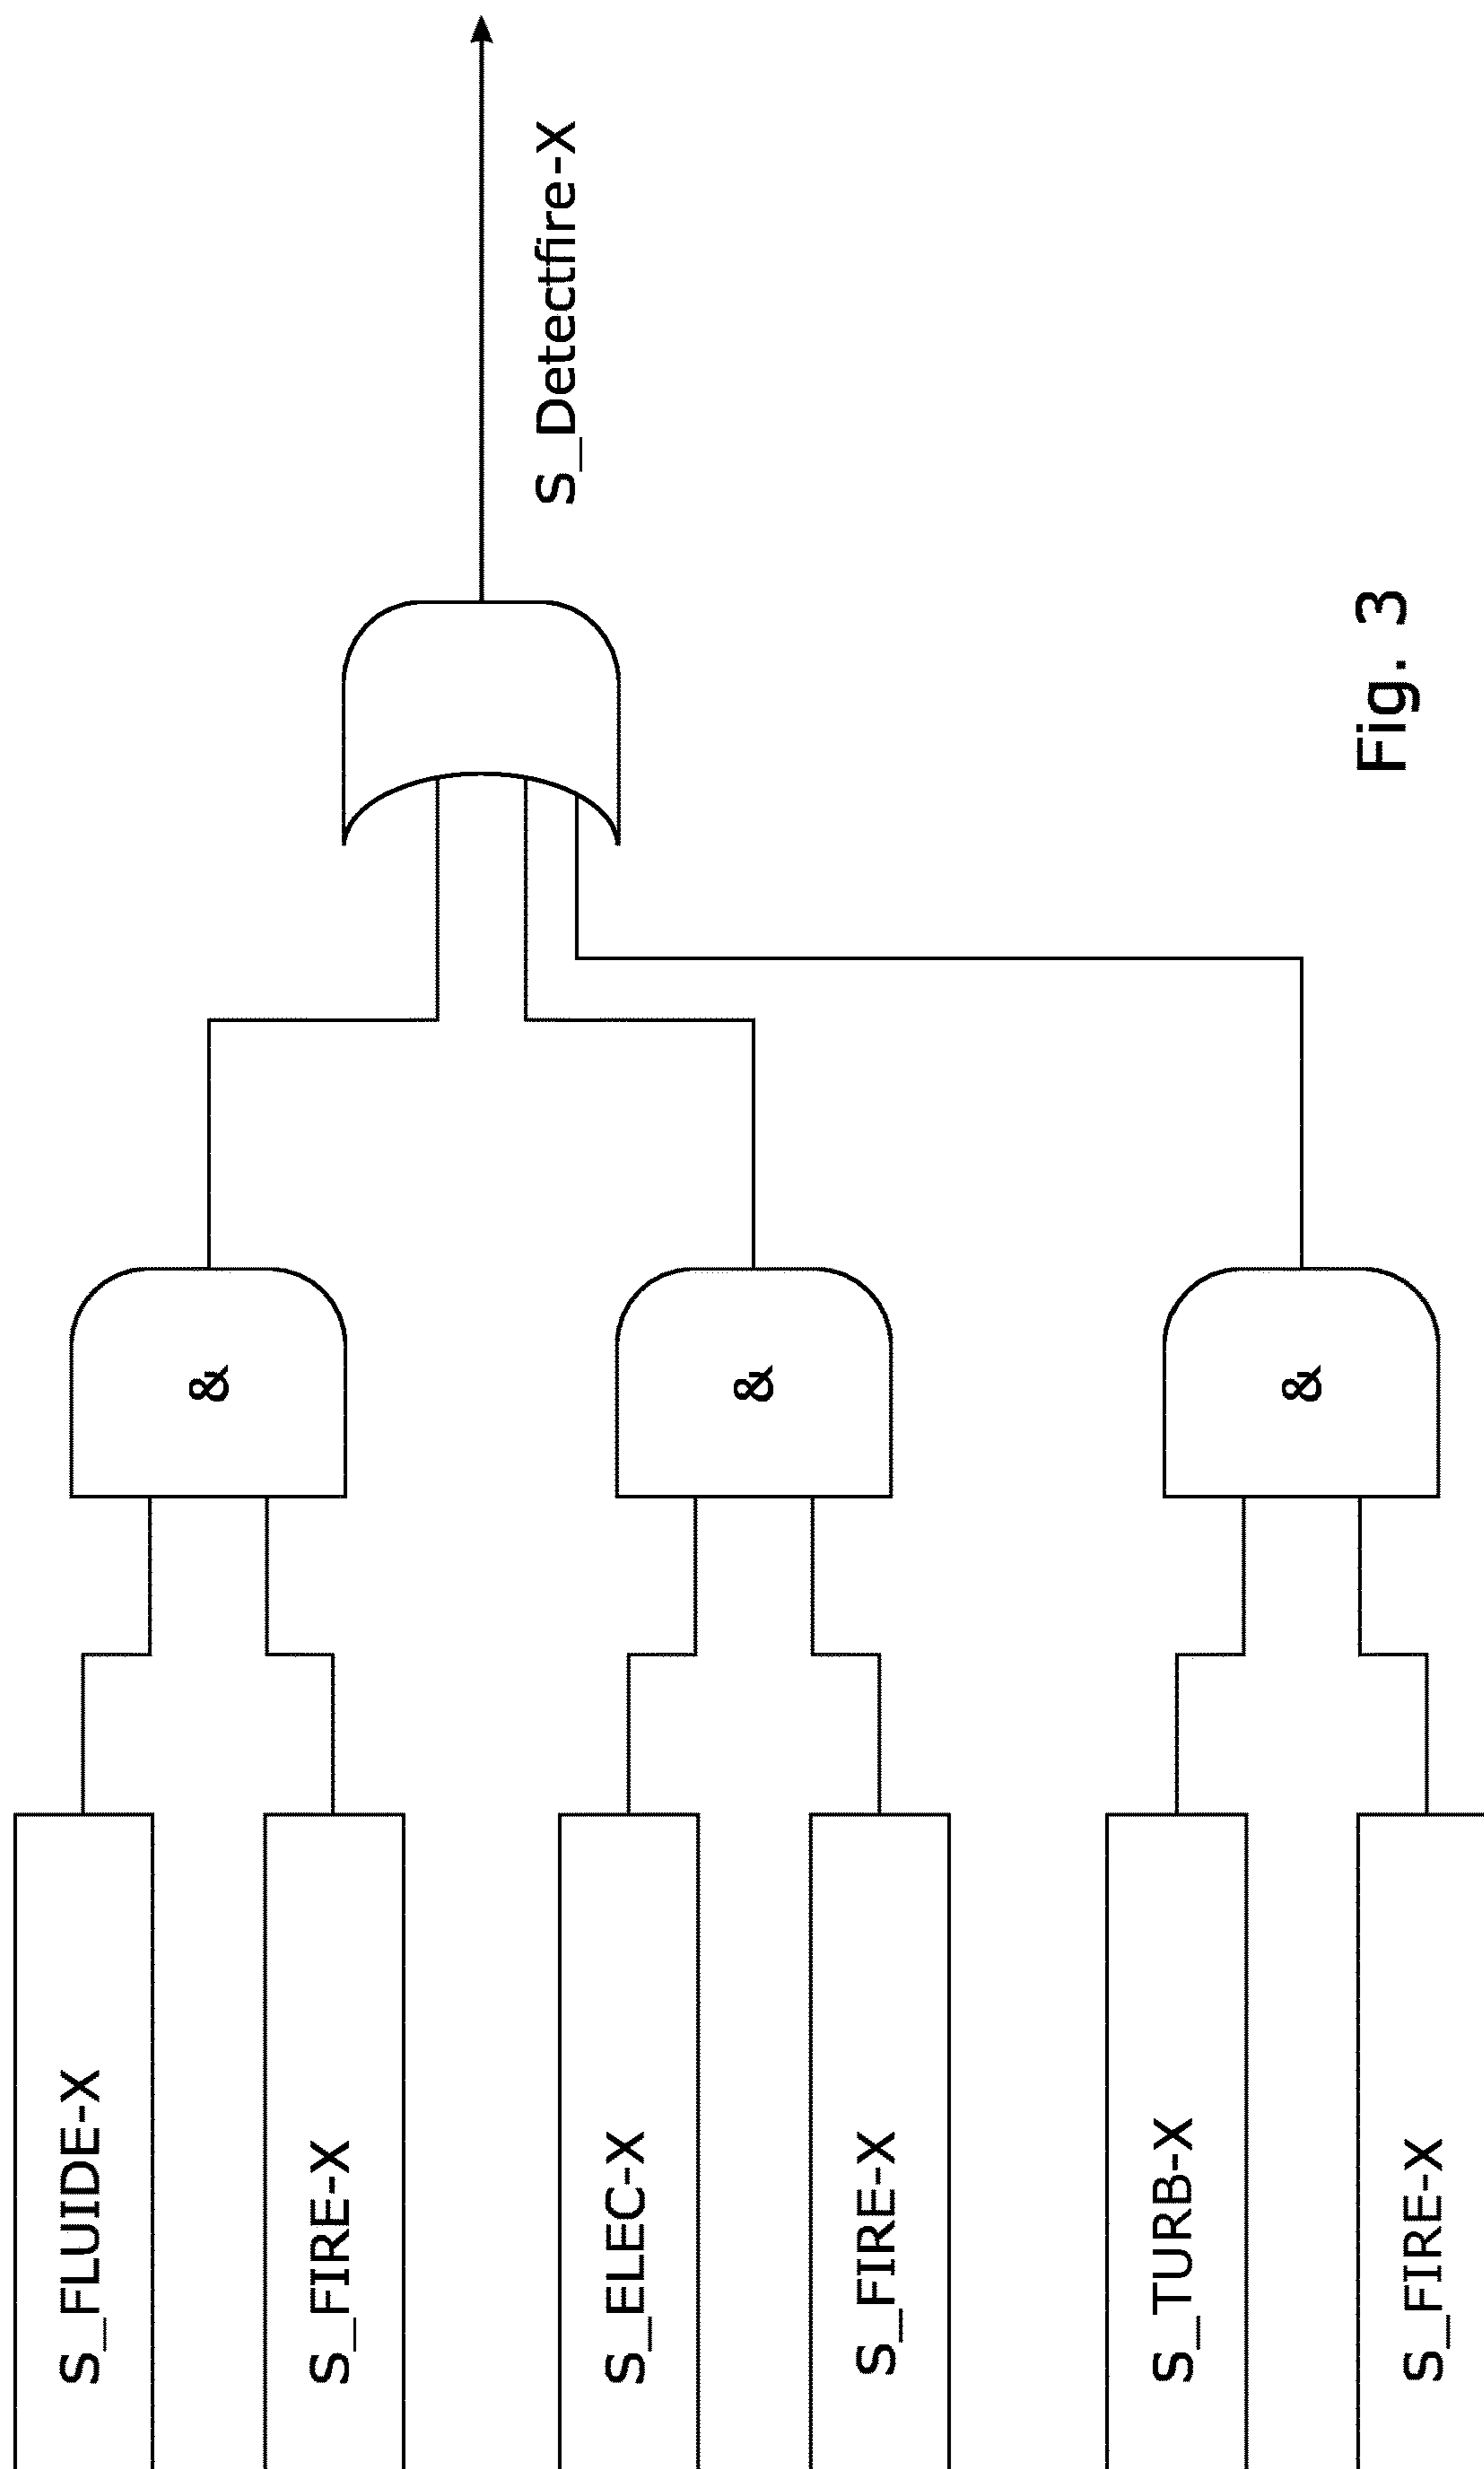 S_FLUIDE-X
&
S_FIRE-X
S_Detectfire-X
S_ELEC-X
&
S_FIRE-X
S_TURB-X
&
S_FIRE-X
Fig. 3